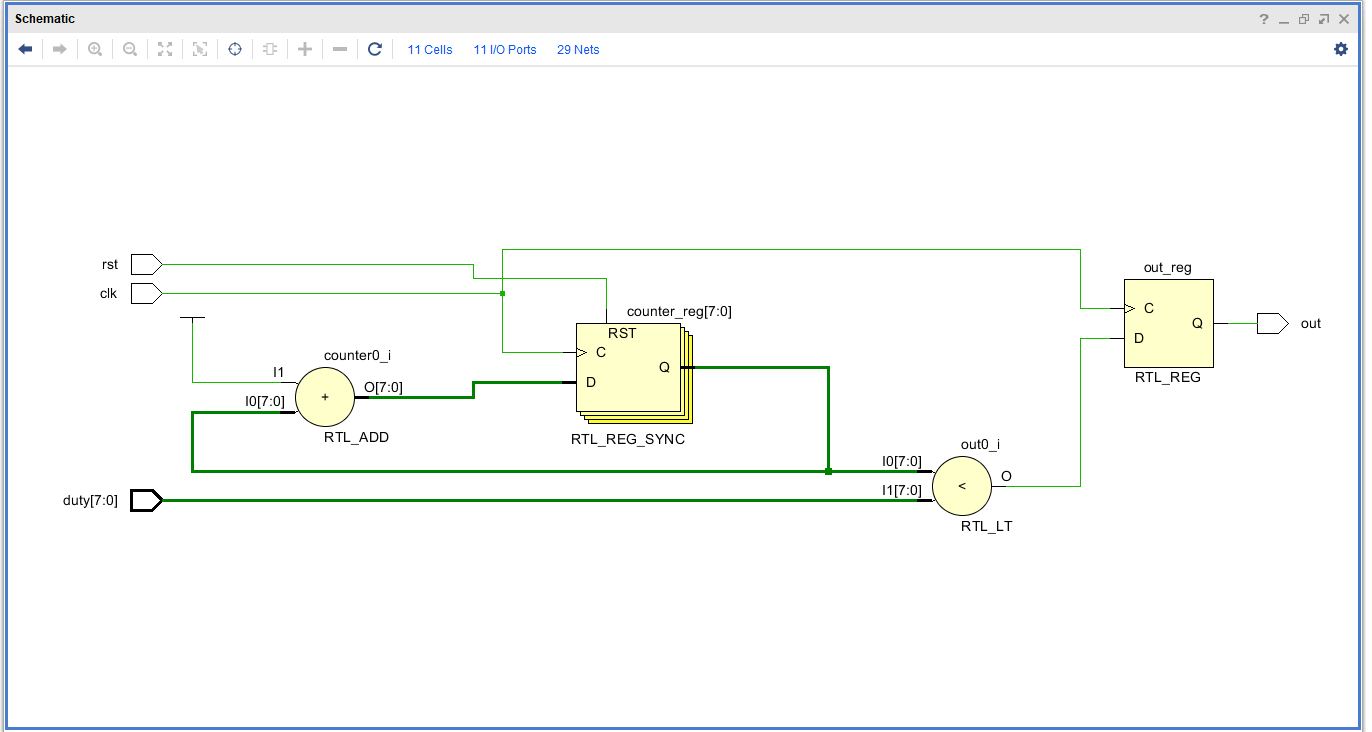 Schematic
11 Cells 11 I/O Ports 29 Nets
rst
clk
counter_reg[7:0]
RST
C
Q
D
RTL_REG_SYNC
counter0_i
I1
O[7:0]
I0[7:0]
+
RTL_ADD
duty[7:0]
out0_i
I0[7:0]
O
I1[7:0]
<
RTL_LT
out_reg
C
Q
D
RTL_REG
out